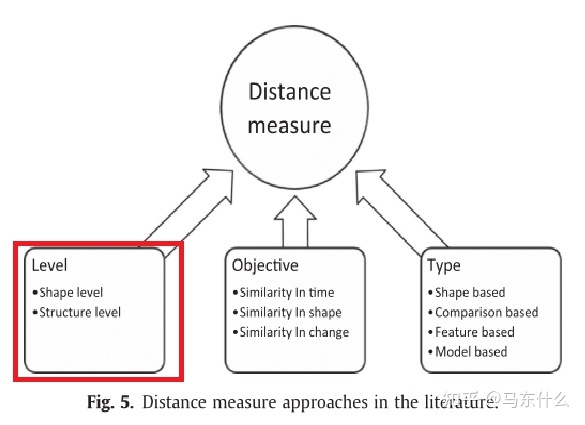 Distance
measure
Level
•Shape level
•Structure level
Objective
•Similarity In time
•Similarity In shape
•Similarity In change
Type
•Shape based
•Comparison based
•Feature based
•Model based
Fig. 5. Distance measure approaches in the literature.
知乎 @马东什么